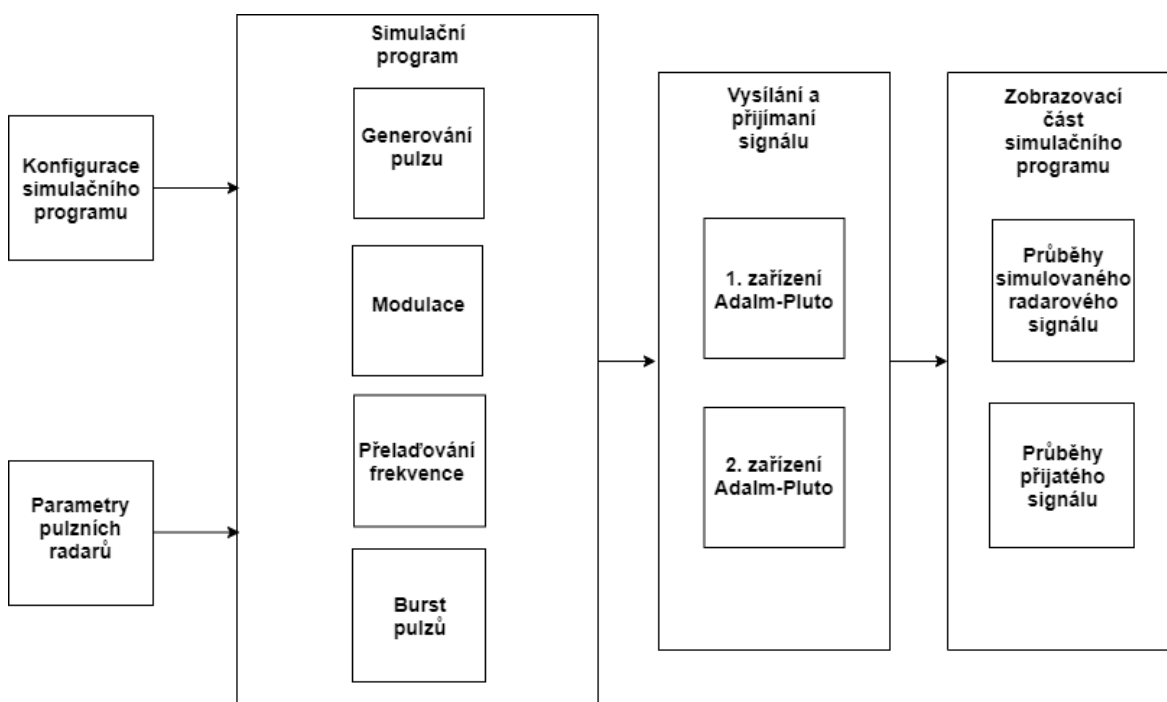 Konfigurace
simulačního
programu
Parametry
pulzních
radarů
Simulační
program
Generování
pulzu
Modulace
Přelaďování
frekvence
Burst
pulzů
Vysílání a
přijímaní
signálu
1. zařízení
Adalm-Pluto
2. zařízení
Adalm-Pluto
Zobrazovací
část
simulačního
programu
Průběhy
simulovaného
radarového
signálu
Průběhy
přijatého
signálu